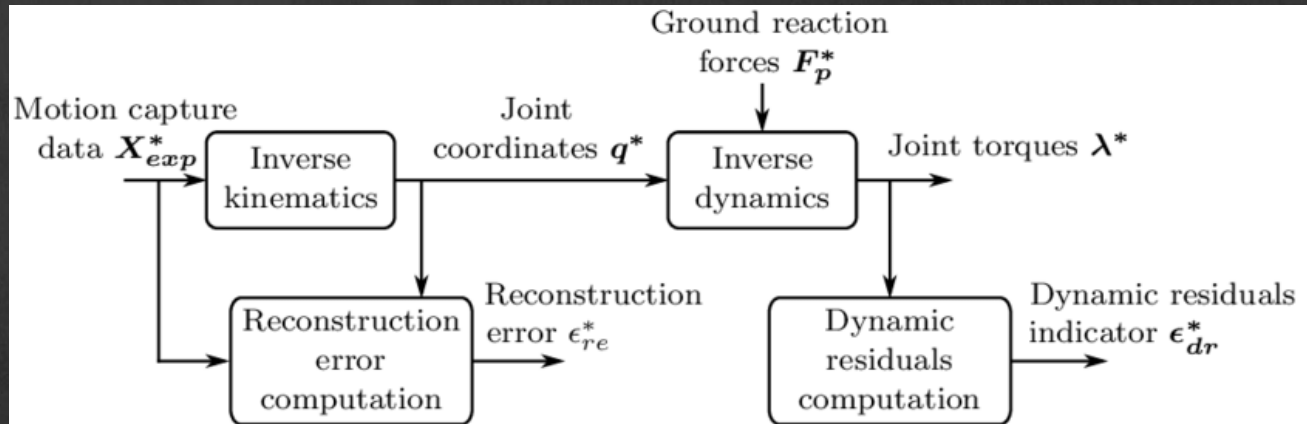 Ground reaction
forces F*p
Motion capture
data X*exp
Joint
coordinates q*
Inverse
kinematics
Inverse
dynamics
Joint torques λ*
Reconstruction
error
computation
Reconstruction
error ϵ*re
Dynamic
residuals
computation
Dynamic residuals
indicator ϵ*dr